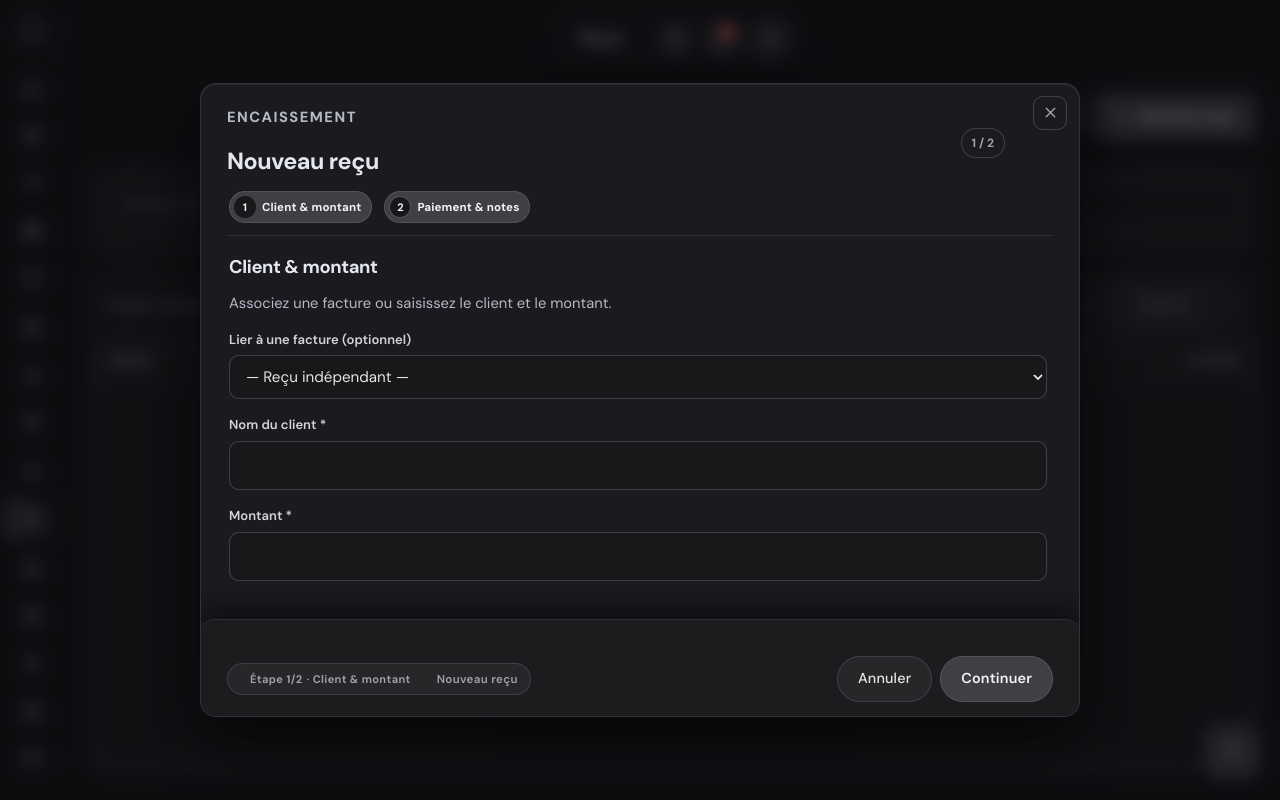 ENCAISSEMENT
1 / 2
Nouveau reçu
1 Client & montant
2 Paiement & notes
Client & montant
Associez une facture ou saisissez le client et le montant.
Lier à une facture (optionnel)
— Reçu indépendant —
Nom du client *
Montant *
Étape 1/2 · Client & montant
Nouveau reçu
Annuler
Continuer